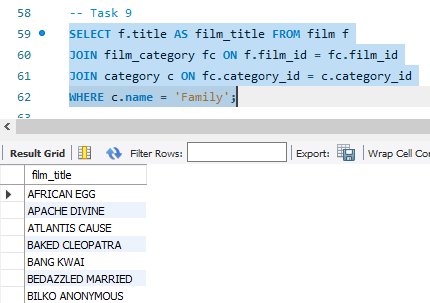 58
-- Task 9
59 SELECT f.title AS film_title FROM film f
60 JOIN film_category fc ON f.film_id = fc.film_id
61 JOIN category c ON fc.category_id = c.category_id
62 WHERE c.name = 'Family';
Result Grid Filter Rows: Export: Wrap Cell Con
film_title
AFRICAN EGG
APACHE DIVINE
ATLANTIS CAUSE
BAKED CLEOPATRA
BANG KWAI
BEDAZZLED MARRIED
BILKO ANONYMOUS